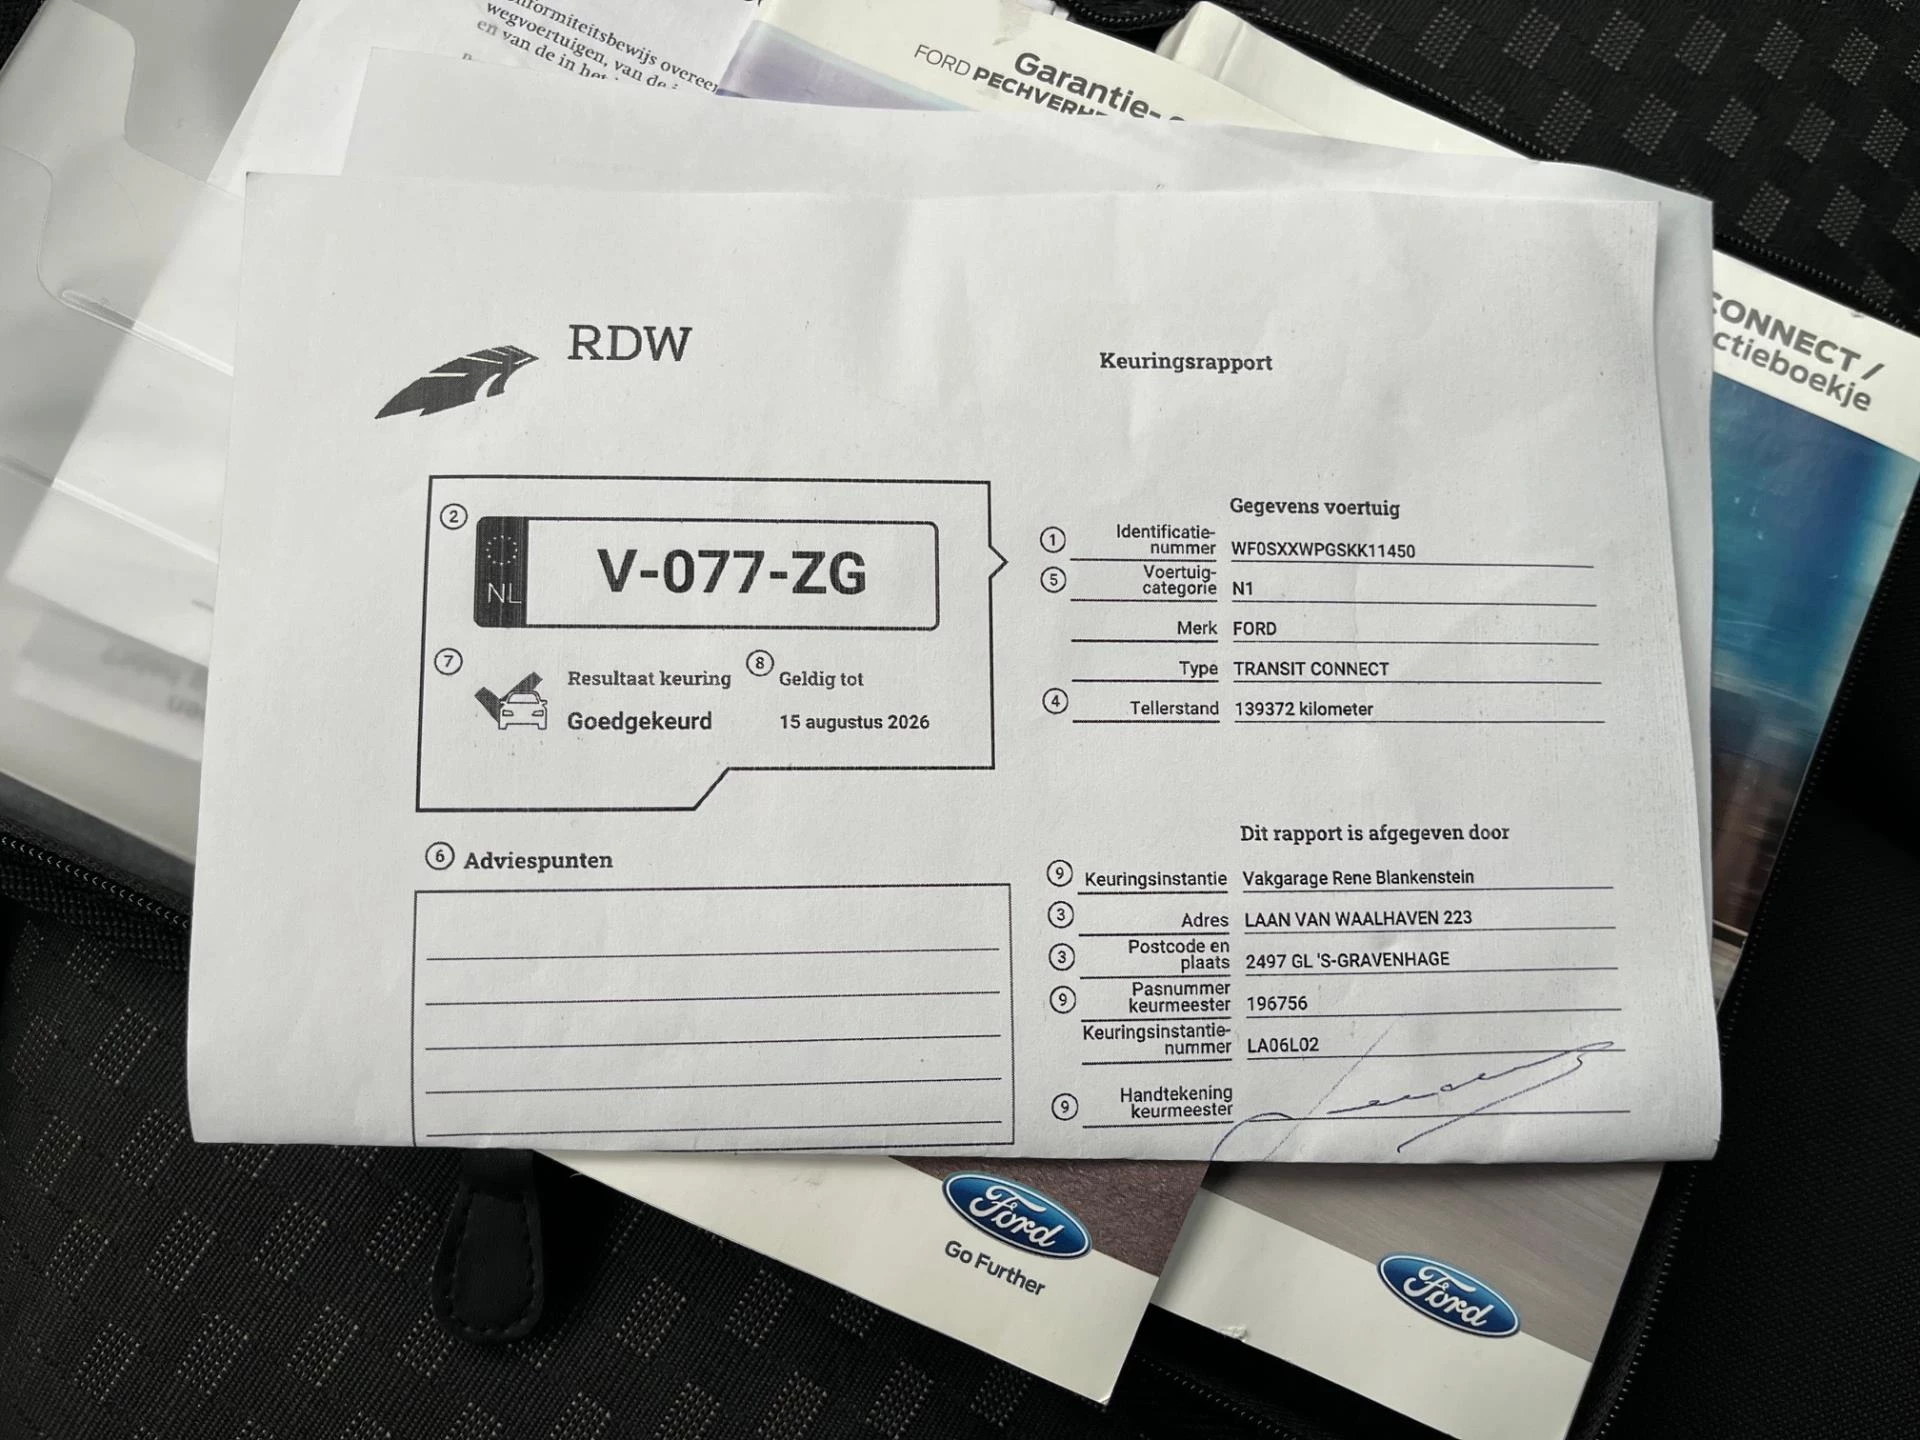 wegvoertuigen, van de
en van de in het
Garantie-
FORD
CONNECT /
ctieboekje
RDW
Keuringsrapport
2
NL
V-077-ZG
7
Resultaat keuring
Goedgekeurd
8
Geldig tot
15 augustus 2026
Gegevens voertuig
1 Identificatie-
nummer WF0SXXWPGSKK11450
5 Voertuig-
categorie N1
Merk FORD
Type TRANSIT CONNECT
4 Tellerstand 139372 kilometer
6 Adviespunten
Dit rapport is afgegeven door
9 Keuringsinstantie Vakgarage Rene Blankenstein
3 Adres LAAN VAN WAALHAVEN 223
3 Postcode en
plaats 2497 GL 'S-GRAVENHAGE
9 Pasnummer
keurmeester 196756
Keuringsinstantie-
nummer LA06L02
9 Handtekening
keurmeester
Ford
Go Further
Ford